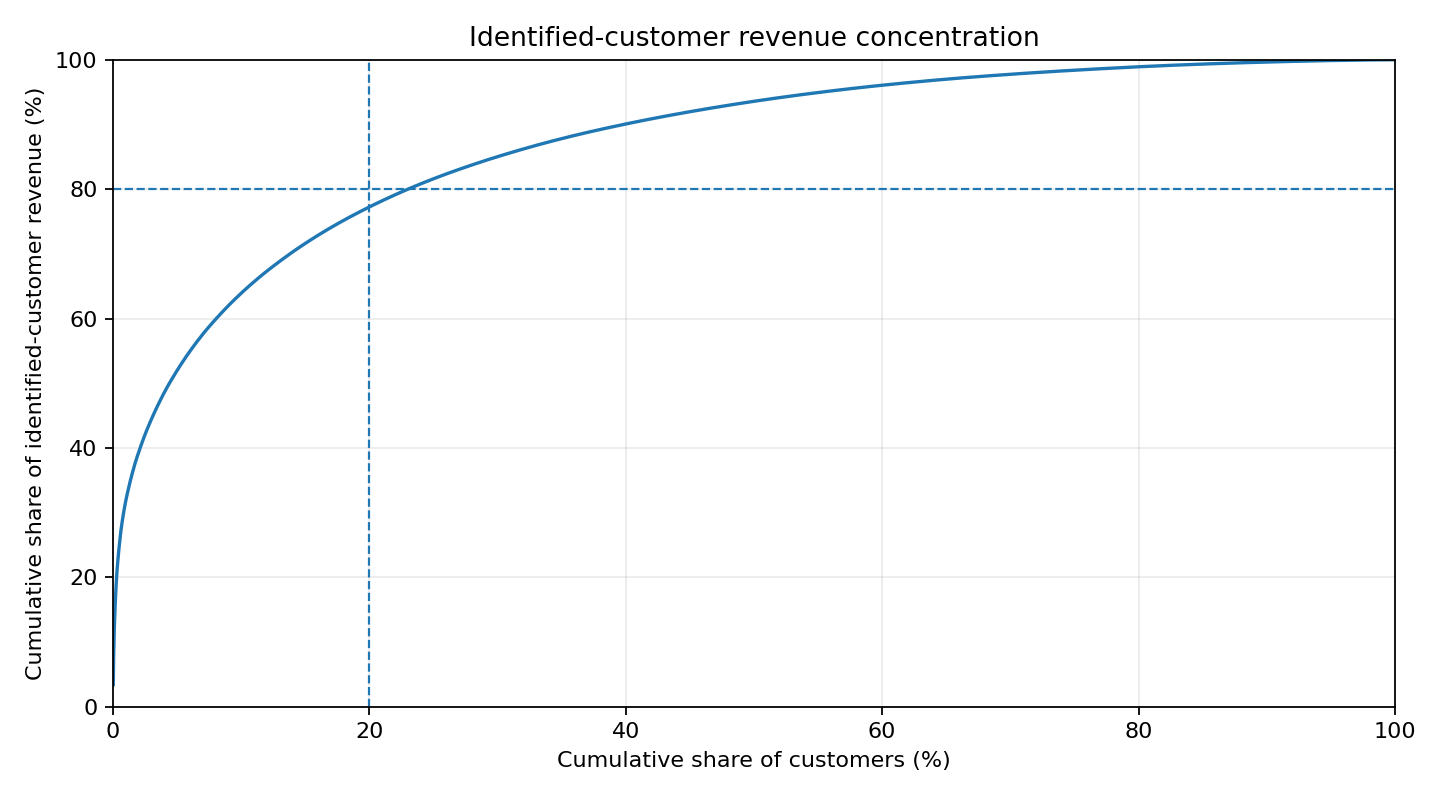 Identified-customer revenue concentration
Cumulative share of identified-customer revenue (%)
100
80
60
40
20
0
0 20 40 60 80 100
Cumulative share of customers (%)